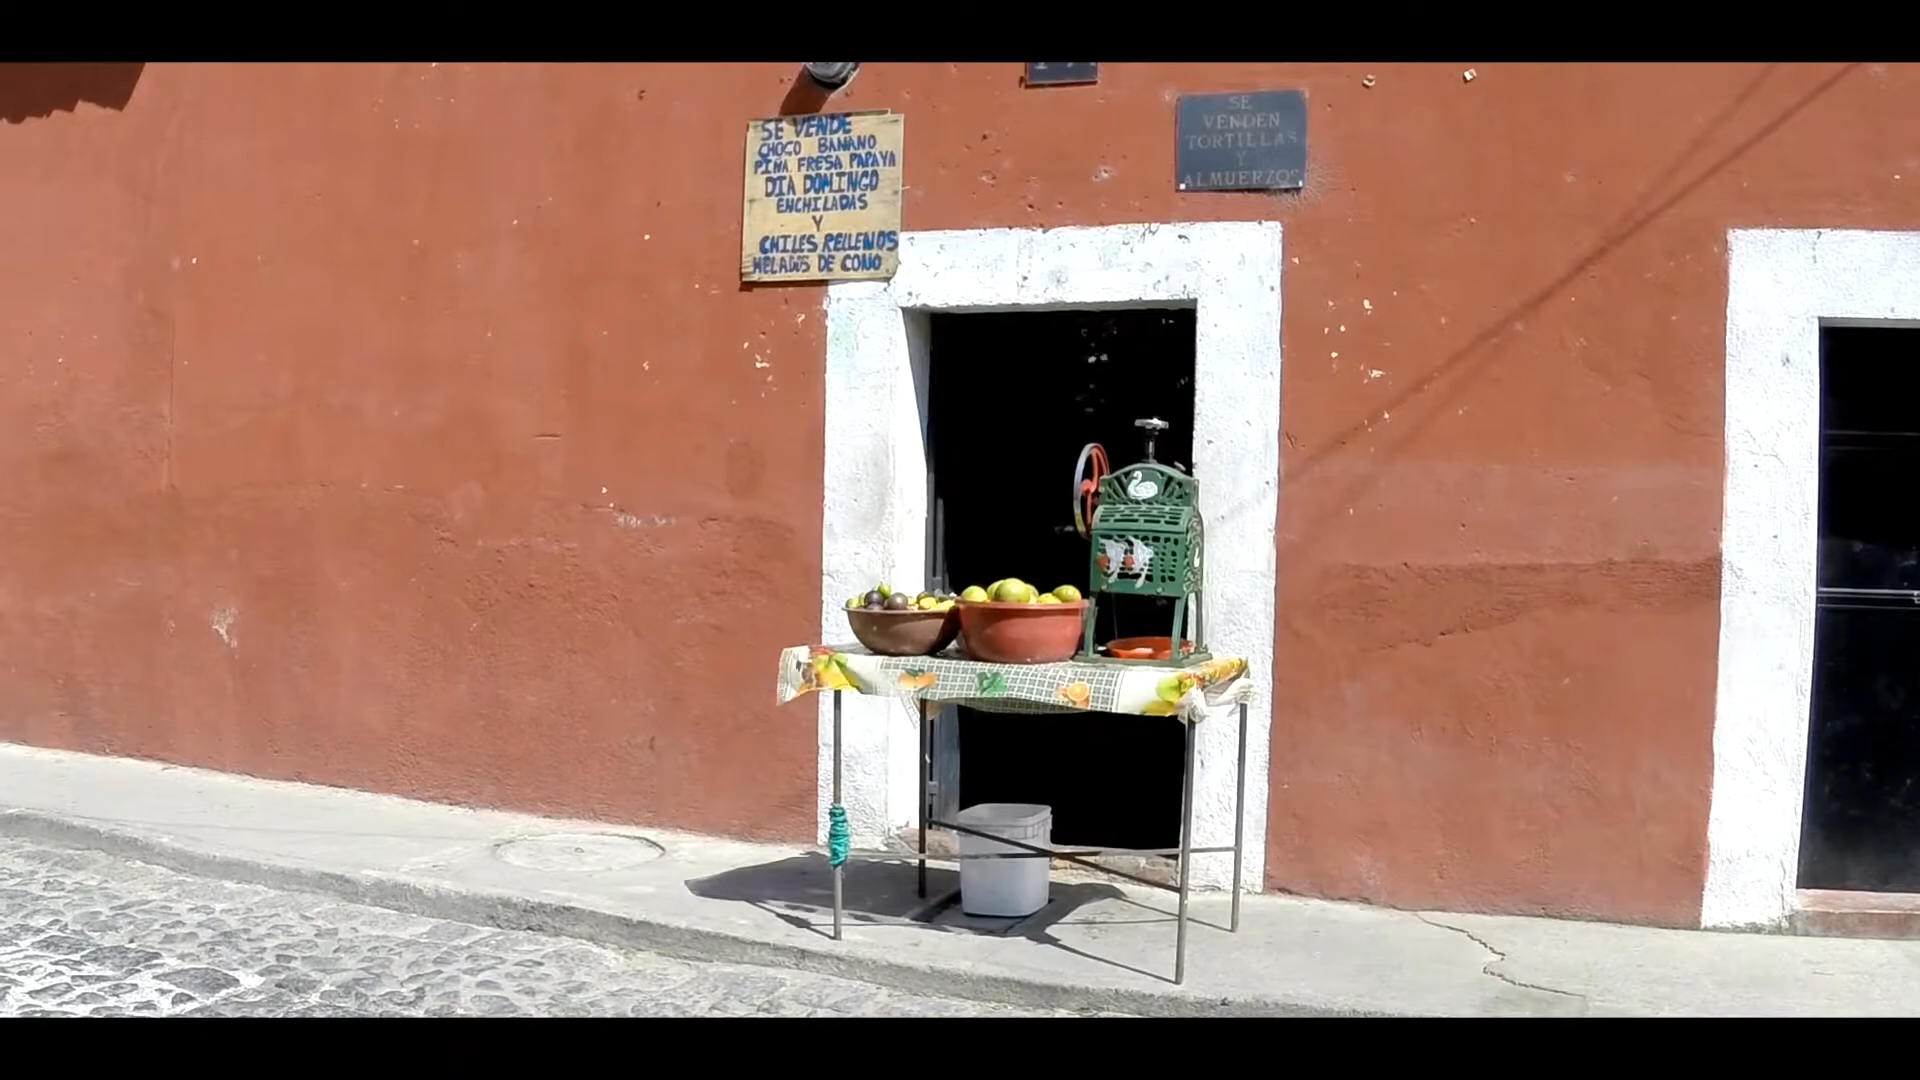 SE VENDE
CHOCO BANANO
PIÑA FRESA PAPAYA
DIA DOMINGO
ENCHILADAS
Y
CHILES RELLENOS
HELADOS DE CONO
SE
VENDEN
TORTILLAS
Y
ALMUERZOS